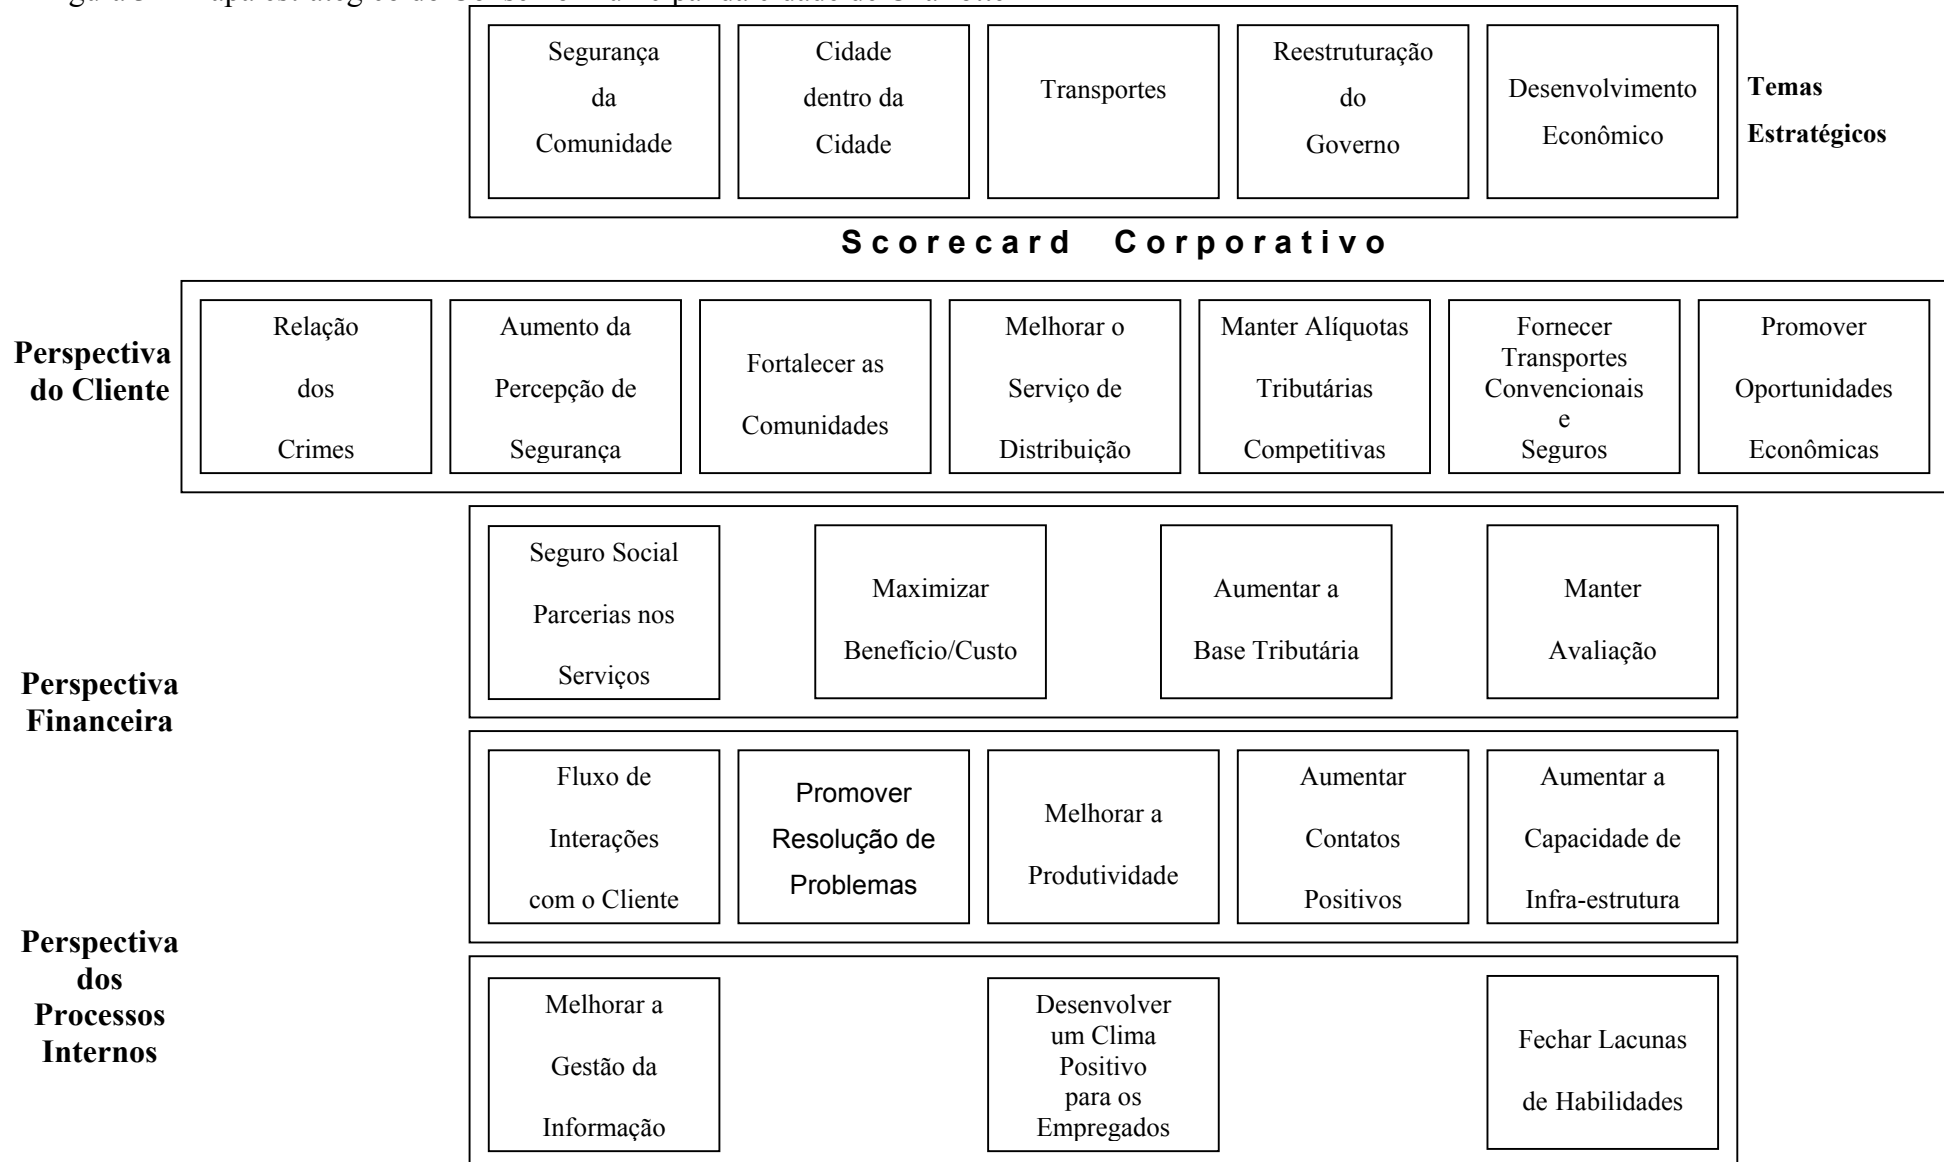 Segurança
da
Comunidade
Cidade
dentro da
Cidade
Transportes
Reestruturação
do
Governo
Desenvolvimento
Econômico
Temas
Estratégicos
Scorecard Corporativo
Perspectiva
do Cliente
Relação
dos
Crimes
Aumento da
Percepção de
Segurança
Fortalecer as
Comunidades
Melhorar o
Serviço de
Distribuição
Manter Alíquotas
Tributárias
Competitivas
Fornecer
Transportes
Convencionais
e
Seguros
Promover
Oportunidades
Econômicas
Perspectiva
Financeira
Seguro Social
Parcerias nos
Serviços
Maximizar
Benefício/Custo
Aumentar a
Base Tributária
Manter
Avaliação
Fluxo de
Interações
com o Cliente
Promover
Resolução de
Problemas
Melhorar a
Produtividade
Aumentar
Contatos
Positivos
Aumentar a
Capacidade de
Infra-estrutura
Perspectiva
dos
Processos
Internos
Melhorar a
Gestão da
Informação
Desenvolver
um Clima
Positivo
para os
Empregados
Fechar Lacunas
de Habilidades